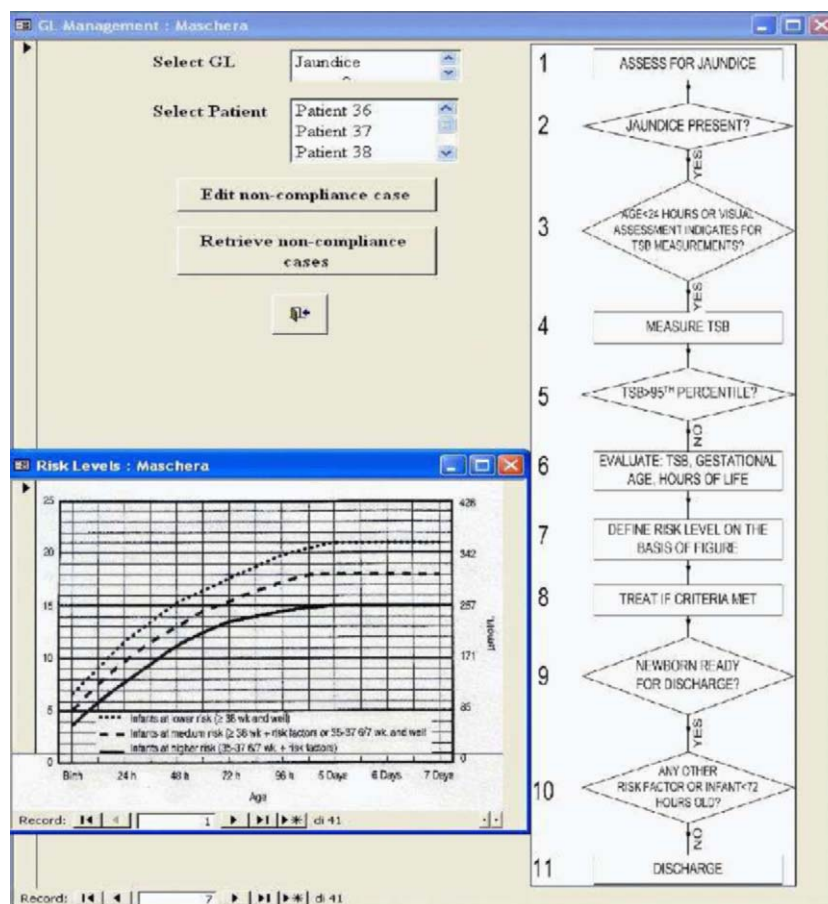 GL Management : Maschera
Select GL
Jaundice
Select Patient
Patient 36
Patient 37
Patient 38
Edit non-compliance case
Retrieve non-compliance
cases
1 ASSESS FOR JAUNDICE
2 JAUNDICE PRESENT?
YES
3 AGE<24 HOURS OR VISUAL
ASSESSMENT INDICATES FOR
TSB MEASUREMENTS?
YES
4 MEASURE TSB
5 TSB>95TH PERCENTILE?
NO
6 EVALUATE: TSB, GESTATIONAL
AGE, HOURS OF LIFE
7 DEFINE RISK LEVEL ON THE
BASIS OF FIGURE
8 TREAT IF CRITERIA MET
9 NEWBORN READY
FOR DISCHARGE?
YES
10 ANY OTHER
RISK FACTOR OR INFANT<72
HOURS OLD?
NO
11 DISCHARGE
Risk Levels : Maschera
25
20
15
10
5
0
428
342
257
171
85
0
µmol/L
Infants at lower risk (≥ 38 wk and well)
Infants at medium risk (≥ 38 wk + risk factors or 35-37 6/7 wk. and well
Infants at higher risk (35-37 6/7 wk. + risk factors)
Birth 24 h 48 h 72 h 96 h 5 Days 6 Days 7 Days
Age
Record: 1 di 41
Record: 7 di 41